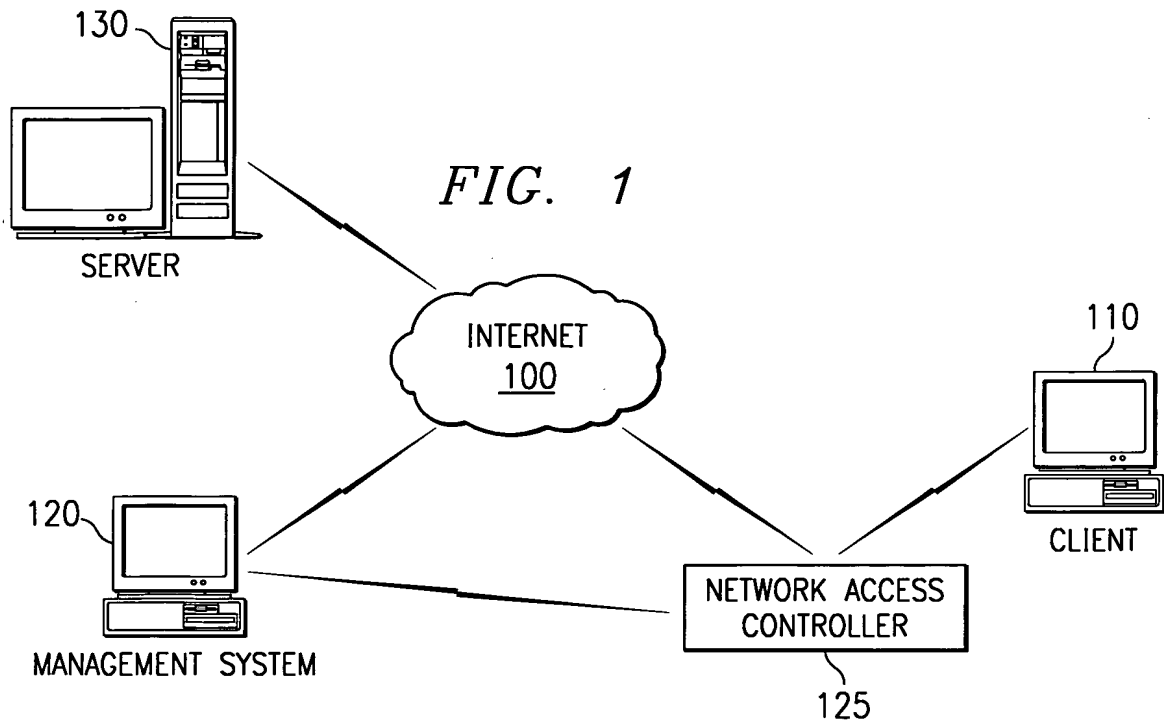 130
SERVER
FIG. 1
INTERNET
100
110
CLIENT
120
MANAGEMENT SYSTEM
NETWORK ACCESS
CONTROLLER
125